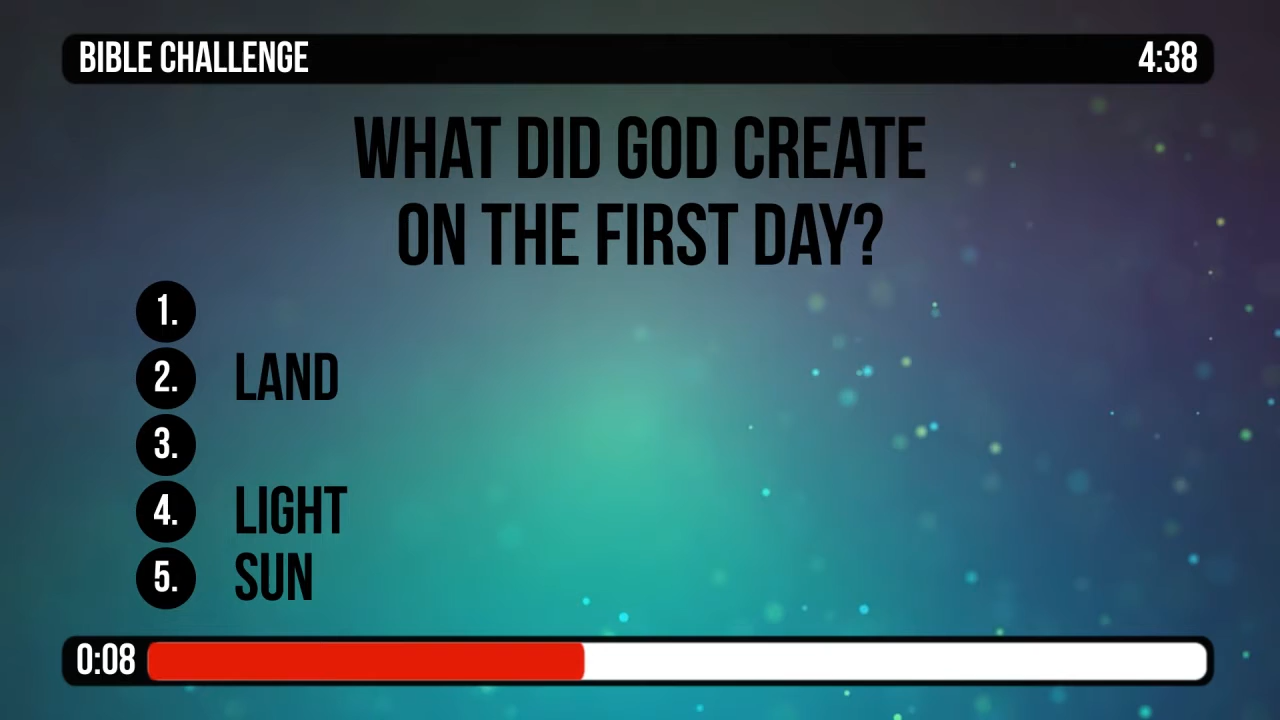 BIBLE CHALLENGE 4:38
WHAT DID GOD CREATE
ON THE FIRST DAY?
1.
2. LAND
3.
4. LIGHT
5. SUN
0:08